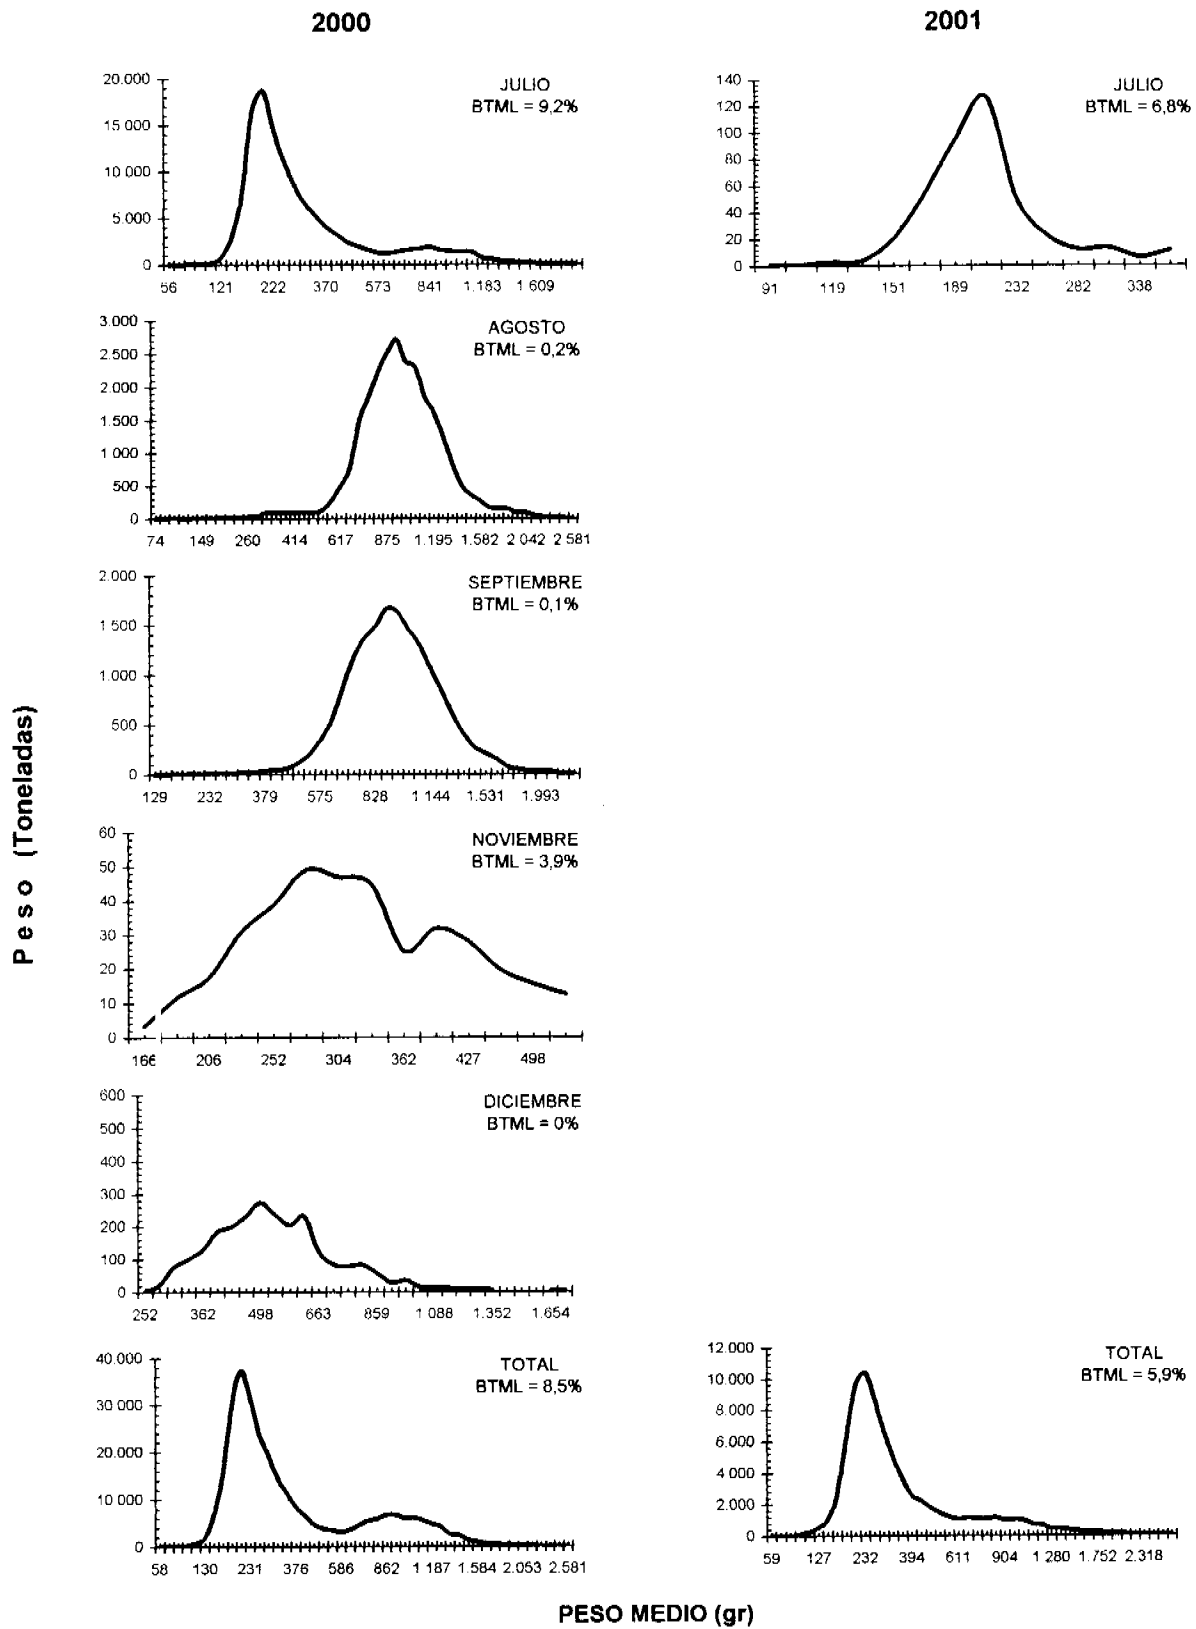 2000
2001
Peso (Toneladas)
JULIO
BTML = 9,2%
20.000
15 000
10 000
5.000
0
56 121 222 370 573 841 1.183 1 609
JULIO
BTML = 6,8%
140
120
100
80
60
40
20
0
91 119 151 189 232 282 338
AGOSTO
BTML = 0,2%
3.000
2.500
2 000
1.500
1 000
500
0
74 149 260 414 617 875 1.195 1.582 2 042 2 581
SEPTIEMBRE
BTML = 0,1%
2.000
1 500
1.000
500
0
129 232 379 575 828 1 144 1.531 1.993
NOVIEMBRE
BTML = 3,9%
60
50
40
30
20
10
0
166 206 252 304 362 427 498
DICIEMBRE
BTML = 0%
600
500
400
300
200
100
0
252 362 498 663 859 1 088 1.352 1.654
TOTAL
BTML = 8,5%
40.000
30 000
20.000
10 000
0
58 130 231 376 586 862 1 187 1.584 2.053 2.581
TOTAL
BTML = 5,9%
12.000
10.000
8.000
6.000
4 000
2.000
0
59 127 232 394 611 904 1 280 1.752 2.318
PESO MEDIO (gr)